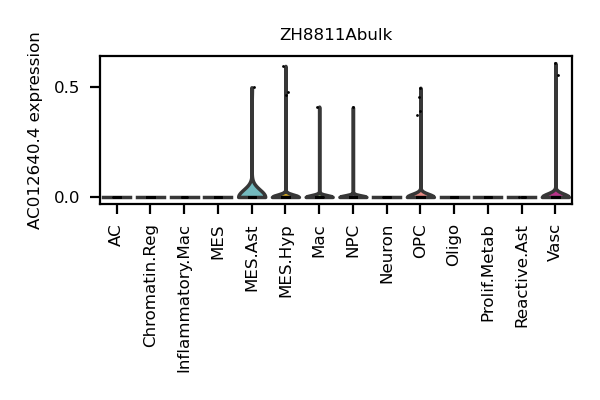 ZH8811Abulk
AC012640.4 expression
0.5
0.0
AC
Chromatin.Reg
Inflammatory.Mac
MES
MES.Ast
MES.Hyp
Mac
NPC
Neuron
OPC
Oligo
Prolif.Metab
Reactive.Ast
Vasc